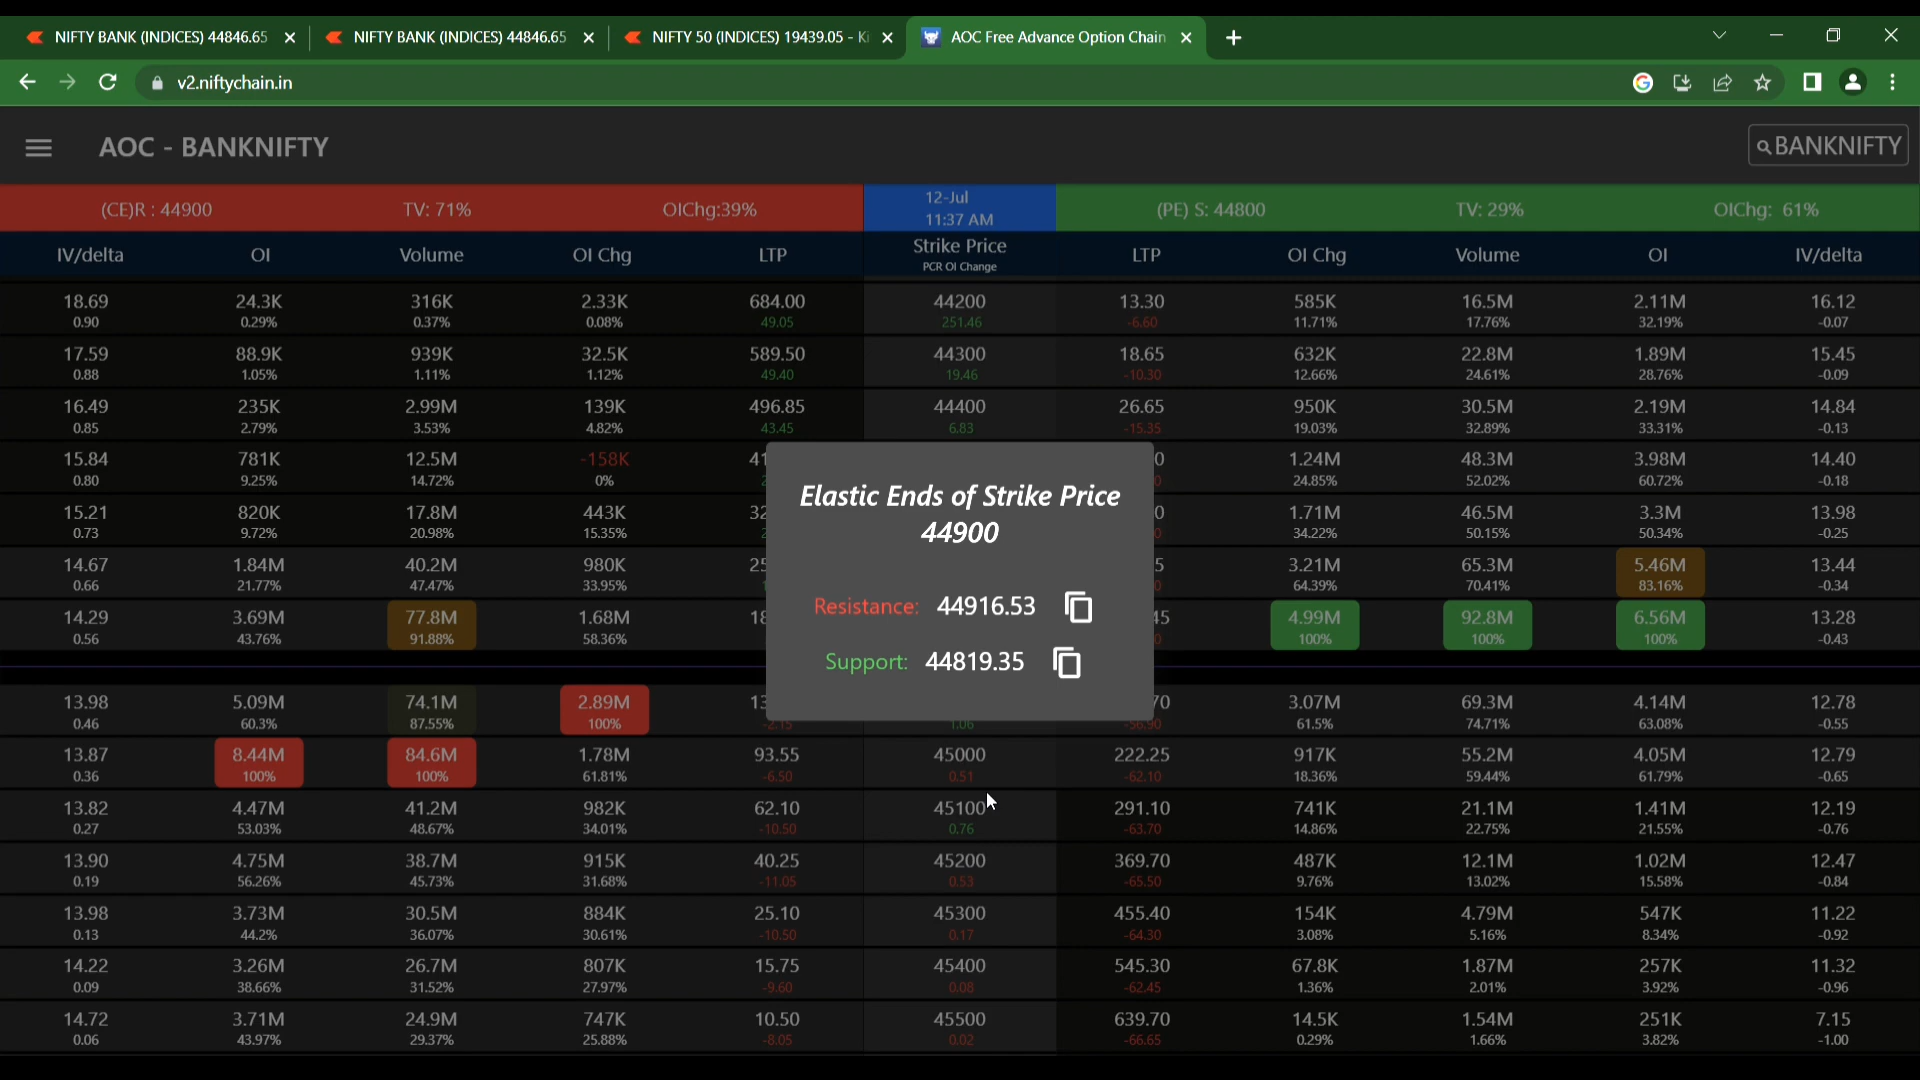 NIFTY BANK (INDICES) 44846.65
NIFTY BANK (INDICES) 44846.65
NIFTY 50 (INDICES) 19439.05 - Ki
AOC Free Advance Option Chain
v2.niftychain.in
AOC - BANKNIFTY
BANKNIFTY
(CE)R : 44900 TV: 71% OIChg:39% 12-Jul (PE) S: 44800 TV: 29% OIChg: 61%
11:37 AM
IV/delta OI Volume OI Chg LTP Strike Price LTP OI Chg Volume OI IV/delta
PCR OI Change
18.69 24.3K 316K 2.33K 684.00 44200 13.30 585K 16.5M 2.11M 16.12
0.90 0.29% 0.37% 0.08% 49.05 251.46 -6.60 11.71% 17.76% 32.19% -0.07
17.59 88.9K 939K 32.5K 589.50 44300 18.65 632K 22.8M 1.89M 15.45
0.88 1.05% 1.11% 1.12% 49.40 19.46 -10.30 12.66% 24.61% 28.76% -0.09
16.49 235K 2.99M 139K 496.85 44400 26.65 950K 30.5M 2.19M 14.84
0.85 2.79% 3.53% 4.82% 43.45 6.83 -15.35 19.03% 32.89% 33.31% -0.13
15.84 781K 12.5M -158K 41 0 1.24M 48.3M 3.98M 14.40
0.80 9.25% 14.72% 0% 24.85% 52.02% 60.72% -0.18
15.21 820K 17.8M 443K 32 0 1.71M 46.5M 3.3M 13.98
0.73 9.72% 20.98% 15.35% 34.22% 50.15% 50.34% -0.25
14.67 1.84M 40.2M 980K 25 5 3.21M 65.3M 5.46M 13.44
0.66 21.77% 47.47% 33.95% 64.39% 70.41% 83.16% -0.34
14.29 3.69M 77.8M 1.68M 18 45 4.99M 92.8M 6.56M 13.28
0.56 43.76% 91.88% 58.36% 100% 100% 100% -0.43
Elastic Ends of Strike Price
44900
Resistance: 44916.53
Support: 44819.35
13.98 5.09M 74.1M 2.89M 13 70 3.07M 69.3M 4.14M 12.78
0.46 60.3% 87.55% 100% -2.15 1.06 -56.90 61.5% 74.71% 63.08% -0.55
13.87 8.44M 84.6M 1.78M 93.55 45000 222.25 917K 55.2M 4.05M 12.79
0.36 100% 100% 61.81% -6.50 0.51 -62.10 18.36% 59.44% 61.79% -0.65
13.82 4.47M 41.2M 982K 62.10 45100 291.10 741K 21.1M 1.41M 12.19
0.27 53.03% 48.67% 34.01% -10.50 0.76 -63.70 14.86% 22.75% 21.55% -0.76
13.90 4.75M 38.7M 915K 40.25 45200 369.70 487K 12.1M 1.02M 12.47
0.19 56.26% 45.73% 31.68% -11.05 0.53 -65.50 9.76% 13.02% 15.58% -0.84
13.98 3.73M 30.5M 884K 25.10 45300 455.40 154K 4.79M 547K 11.22
0.13 44.2% 36.07% 30.61% -10.50 0.17 -64.30 3.08% 5.16% 8.34% -0.92
14.22 3.26M 26.7M 807K 15.75 45400 545.30 67.8K 1.87M 257K 11.32
0.09 38.66% 31.52% 27.97% -9.60 0.08 -62.45 1.36% 2.01% 3.92% -0.96
14.72 3.71M 24.9M 747K 10.50 45500 639.70 14.5K 1.54M 251K 7.15
0.06 43.97% 29.37% 25.88% -8.05 0.02 -66.65 0.29% 1.66% 3.82% -1.00